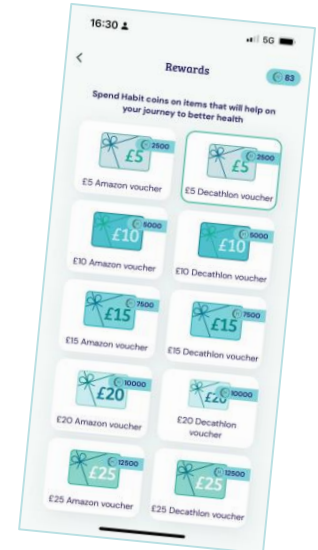 16:30
5G
Rewards
83
Spend Habit coins on items that will help on
your journey to better health
2500
£5
£5 Amazon voucher
2500
£5
£5 Decathlon voucher
5000
£10
£10 Amazon voucher
5000
£10
£10 Decathlon voucher
7500
£15
£15 Amazon voucher
7500
£15
£15 Decathlon voucher
10000
£20
£20 Amazon voucher
10000
£20
£20 Decathlon
voucher
12500
£25
£25 Amazon voucher
12500
£25
£25 Decathlon voucher